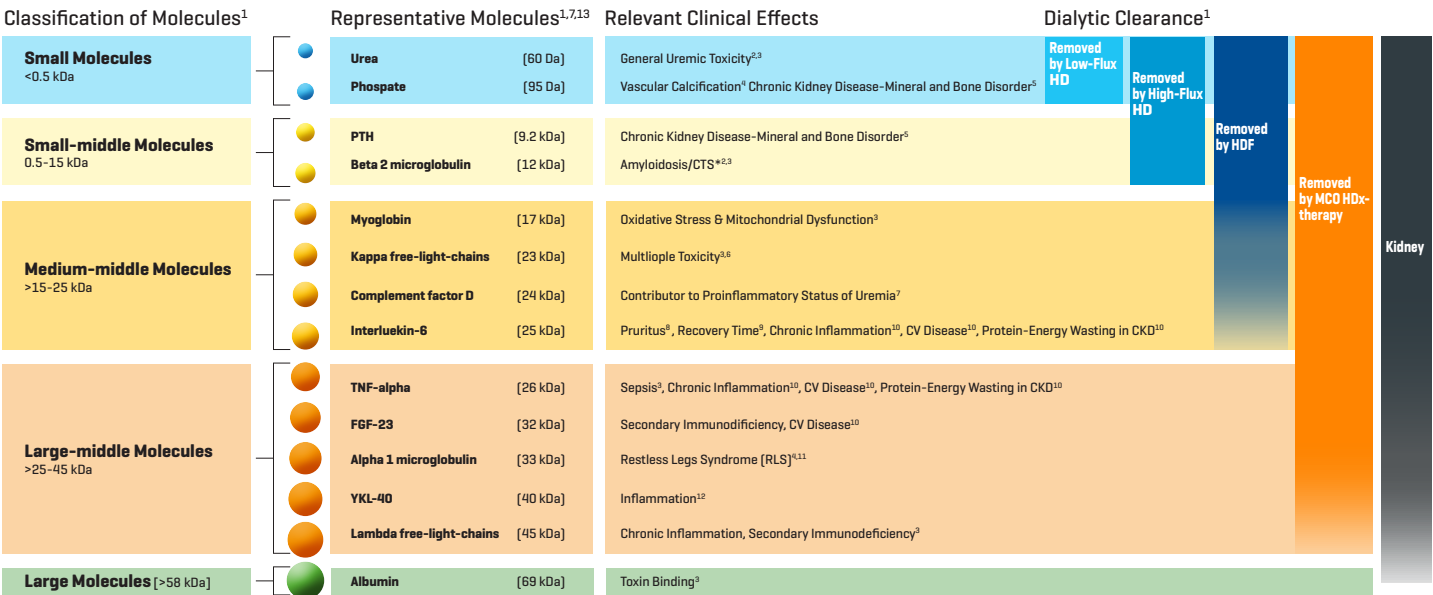 Classification of Molecules1
Representative Molecules1,7,13
Relevant Clinical Effects
Dialytic Clearance1
Small Molecules
<0.5 kDa
Urea (60 Da)
General Uremic Toxicity2,3
Phospate (95 Da)
Vascular Calcification4 Chronic Kidney Disease-Mineral and Bone Disorder5
Removed
by Low-Flux
HD
Removed
by High-Flux
HD
Removed
by HDF
Removed
by MCO HDx-
therapy
Kidney
Small-middle Molecules
0.5-15 kDa
PTH (9.2 kDa)
Chronic Kidney Disease-Mineral and Bone Disorder5
Beta 2 microglobulin (12 kDa)
Amyloidosis/CTS*2,3
Medium-middle Molecules
>15-25 kDa
Myoglobin (17 kDa)
Oxidative Stress & Mitochondrial Dysfunction3
Kappa free-light-chains (23 kDa)
Multliople Toxicity3,6
Complement factor D (24 kDa)
Contributor to Proinflammatory Status of Uremia7
Interluekin-6 (25 kDa)
Pruritus8 , Recovery Time9, Chronic Inflammation10, CV Disease10, Protein-Energy Wasting in CKD10
Large-middle Molecules
>25-45 kDa
TNF-alpha (26 kDa)
Sepsis3, Chronic Inflammation10, CV Disease10, Protein-Energy Wasting in CKD10
FGF-23 (32 kDa)
Secondary Immunodificiency, CV Disease10
Alpha 1 microglobulin (33 kDa)
Restless Legs Syndrome (RLS)4,11
YKL-40 (40 kDa)
Inflammation12
Lambda free-light-chains (45 kDa)
Chronic Inflammation, Secondary Immunodeficiency3
Large Molecules [>58 kDa]
Albumin (69 kDa)
Toxin Binding3